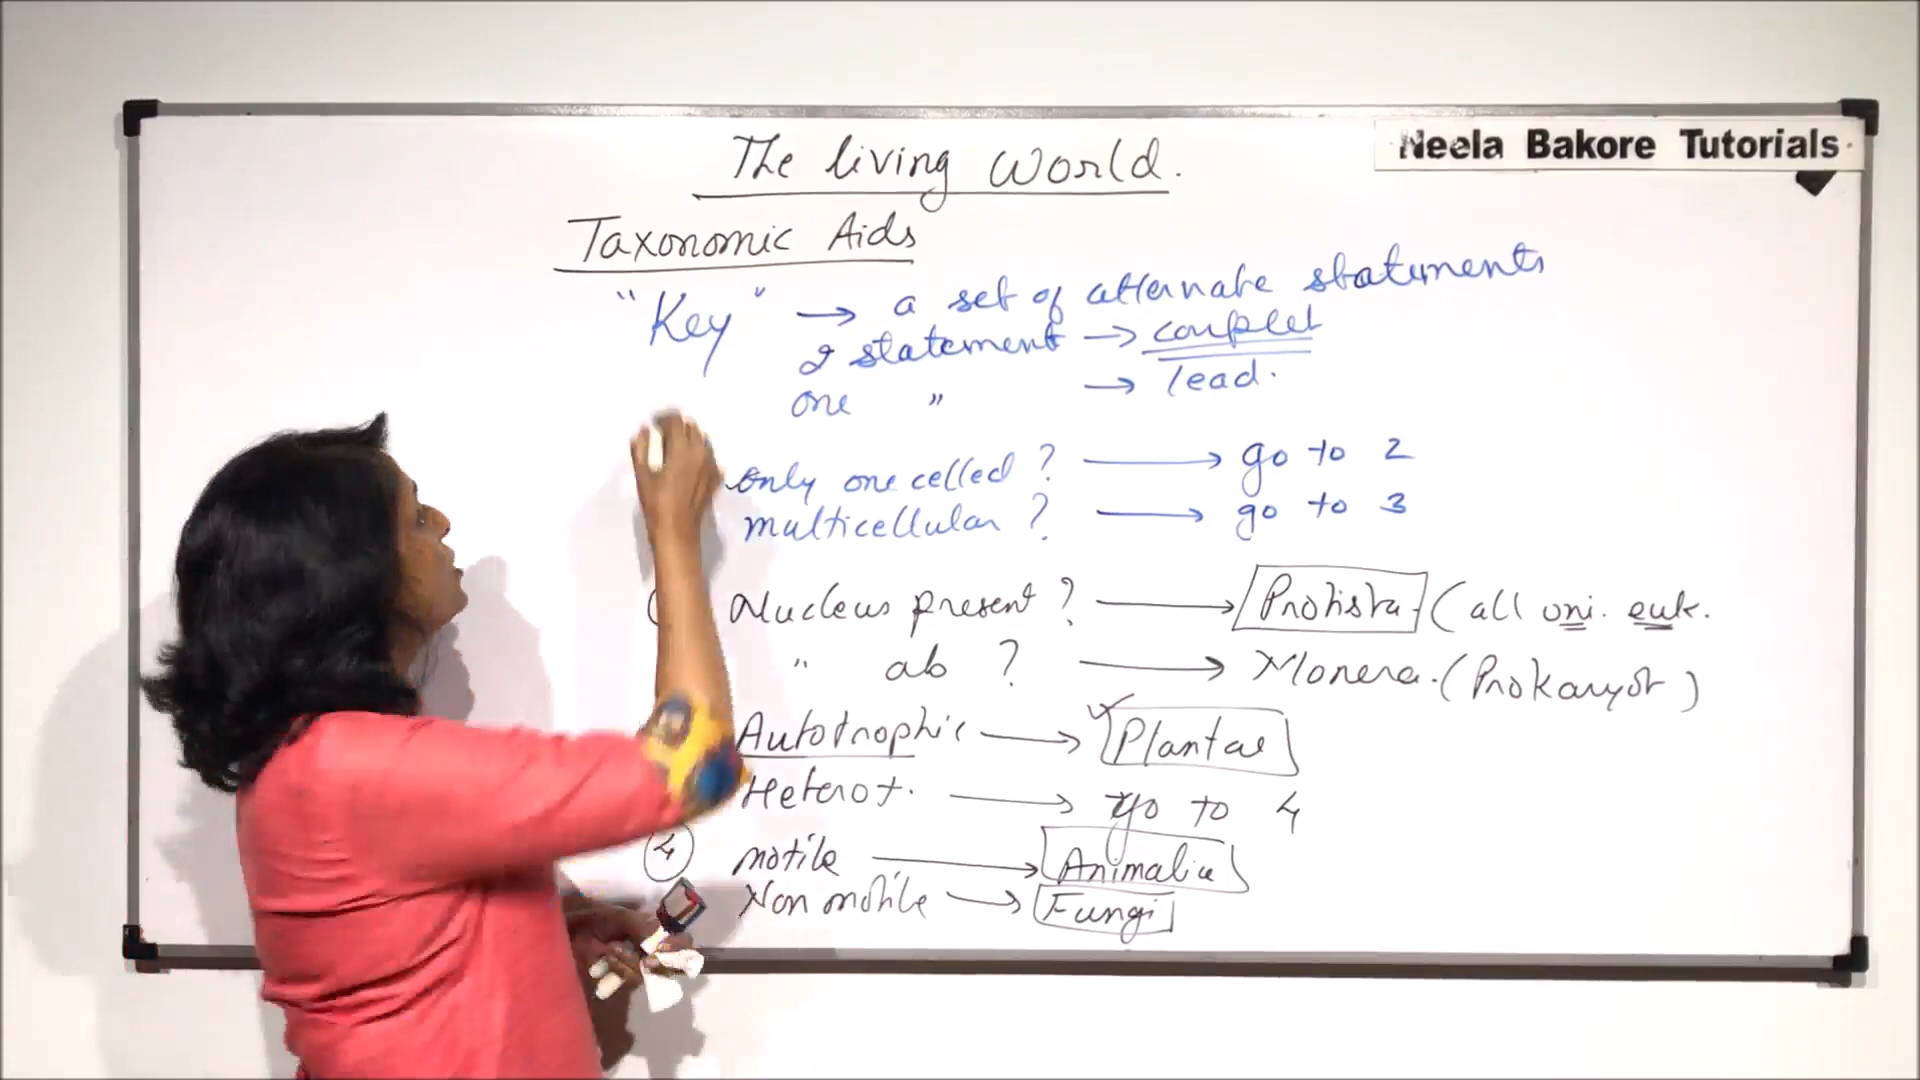 The living World.
Neela Bakore Tutorials
Taxonomic Aids
"Key" → a set of alternate statements
2 statement → couplet
one " → lead.
only one celled ? → go to 2
multicellular ? → go to 3
Nucleus present ? → Protista (all uni. euk.
" ab ? → Monera. (Prokaryot)
Autotrophic → Plantae
Heterot. → go to 4
4 motile → Animalia
Non motile → Fungi